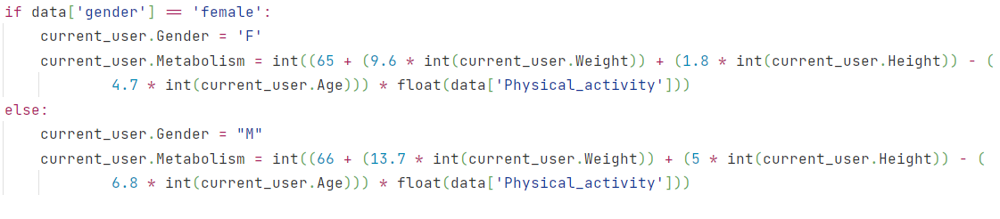 if data['gender'] == 'female':
    current_user.Gender = 'F'
    current_user.Metabolism = int((65 + (9.6 * int(current_user.Weight)) + (1.8 * int(current_user.Height)) - (
            4.7 * int(current_user.Age))) * float(data['Physical_activity']))
else:
    current_user.Gender = "M"
    current_user.Metabolism = int((66 + (13.7 * int(current_user.Weight)) + (5 * int(current_user.Height)) - (
            6.8 * int(current_user.Age))) * float(data['Physical_activity']))